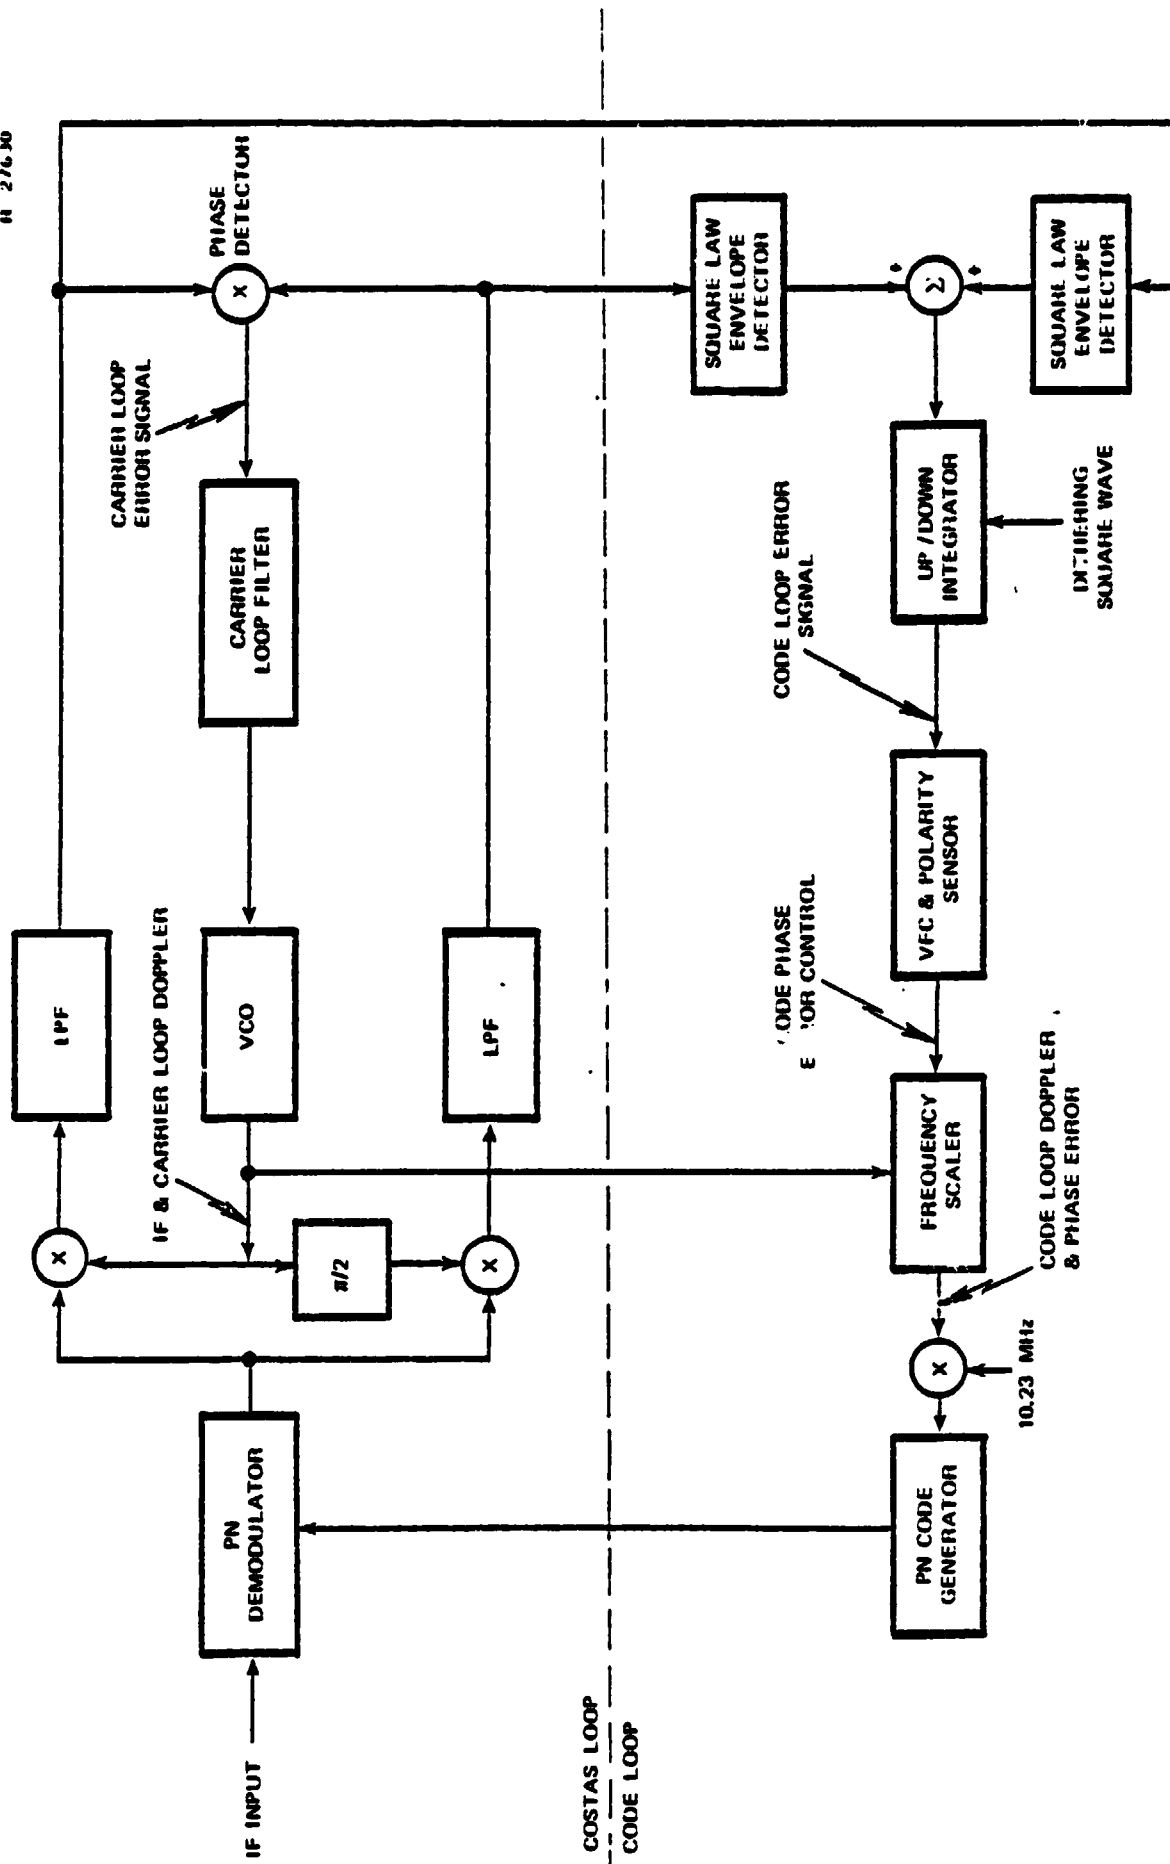 IF INPUT
PN
DEMODULATOR
X
LPF
IF & CARRIER LOOP DOPPLER
π/2
X
VCO
LPF
CARRIER
LOOP FILTER
CARRIER LOOP
ERROR SIGNAL
PHASE
DETECTOR
X
COSTAS LOOP
CODE LOOP
PN CODE
GENERATOR
X
10.23 MHz
CODE LOOP DOPPLER
& PHASE ERROR
FREQUENCY
SCALER
PHASE
CONTROL
VFC & POLARITY
SENSOR
CODE LOOP ERROR
SIGNAL
UP/DOWN
INTEGRATOR
DITHERING
SQUARE WAVE
SQUARE LAW
ENVELOPE
DETECTOR
+
Σ
+
SQUARE LAW
ENVELOPE
DETECTOR